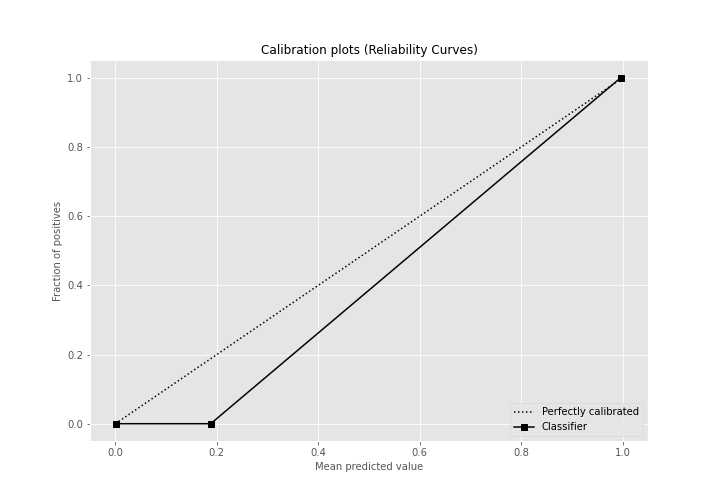 Calibration plots (Reliability Curves)
1.0
0.8
0.6
0.4
0.2
0.0
Fraction of positives
Perfectly calibrated
Classifier
0.0 0.2 0.4 0.6 0.8 1.0
Mean predicted value